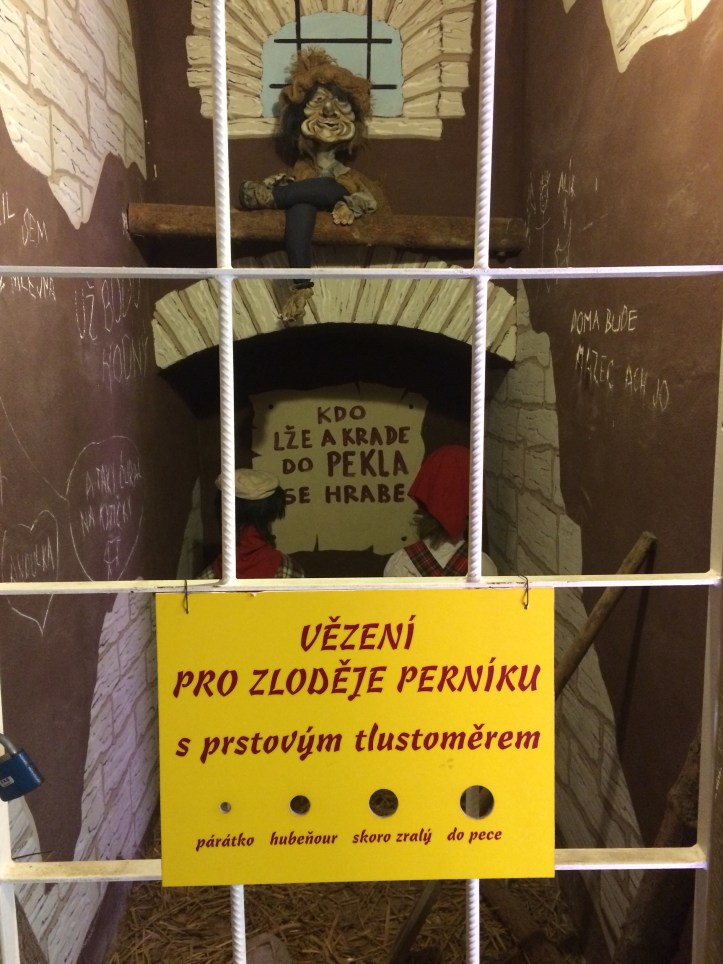 SEM
UŽ BUDU
HODNÝ
DOMA BUDE
MAZEC ACH JO
KDO
LŽE A KRADE
DO PEKLA
SE HRABE
VĚZENÍ
PRO ZLODĚJE PERNÍKU
s prstovým tlustoměrem
párátko hubeňour skoro zralý do pece